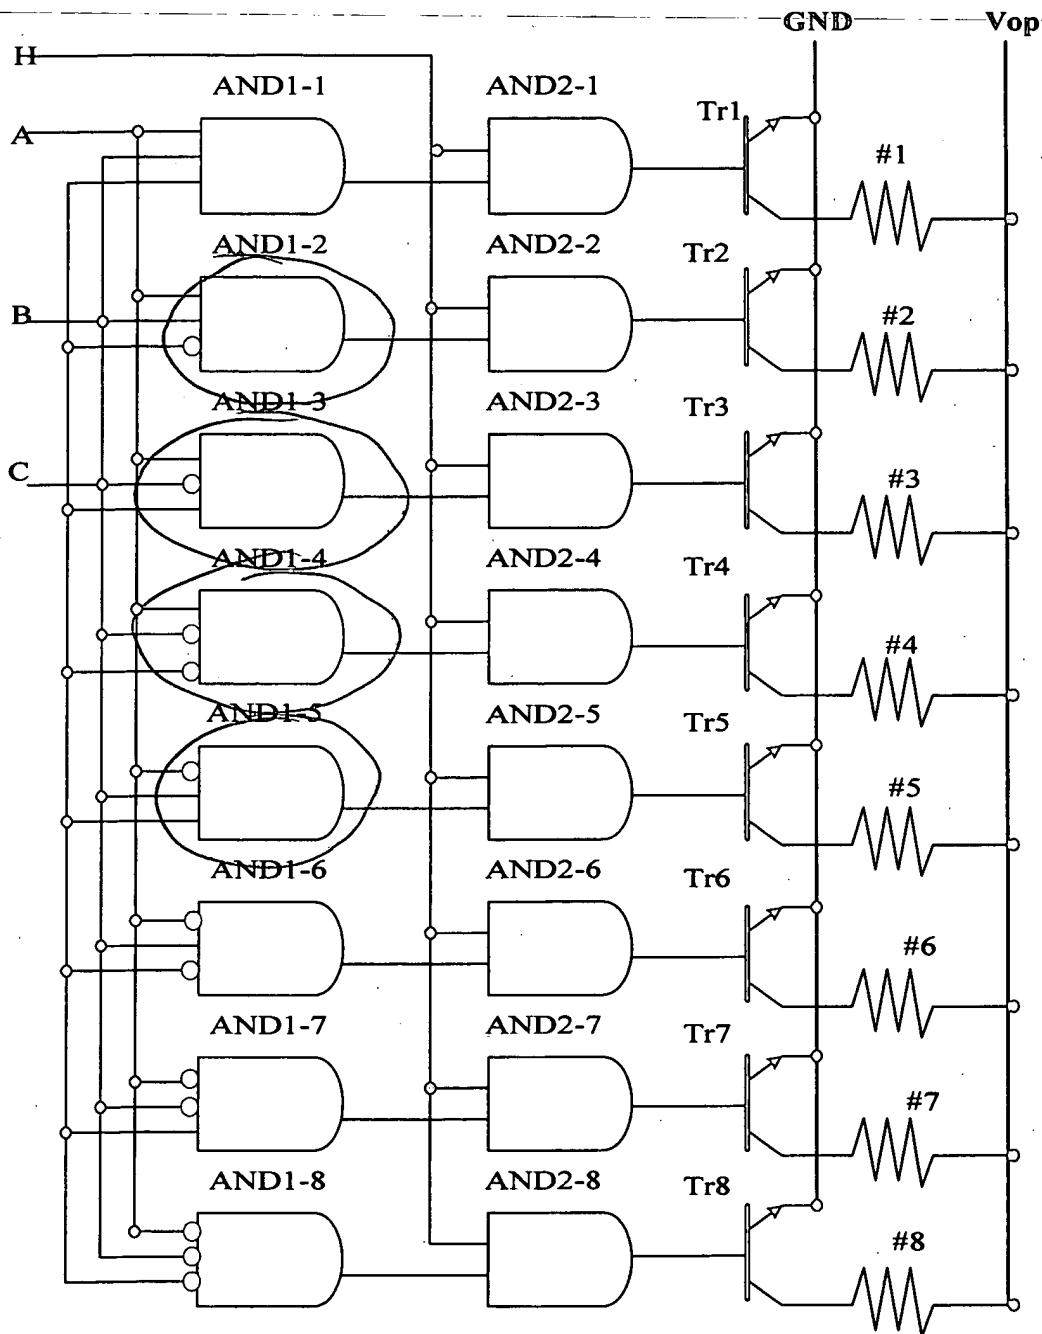 GND Vop
H
AND1-1 AND2-1 Tr1
A
#1
AND1-2 AND2-2 Tr2
B #2
AND1-3 AND2-3 Tr3
C #3
AND1-4 AND2-4 Tr4
#4
AND1-5 AND2-5 Tr5
#5
AND1-6 AND2-6 Tr6
#6
AND1-7 AND2-7 Tr7
#7
AND1-8 AND2-8 Tr8
#8